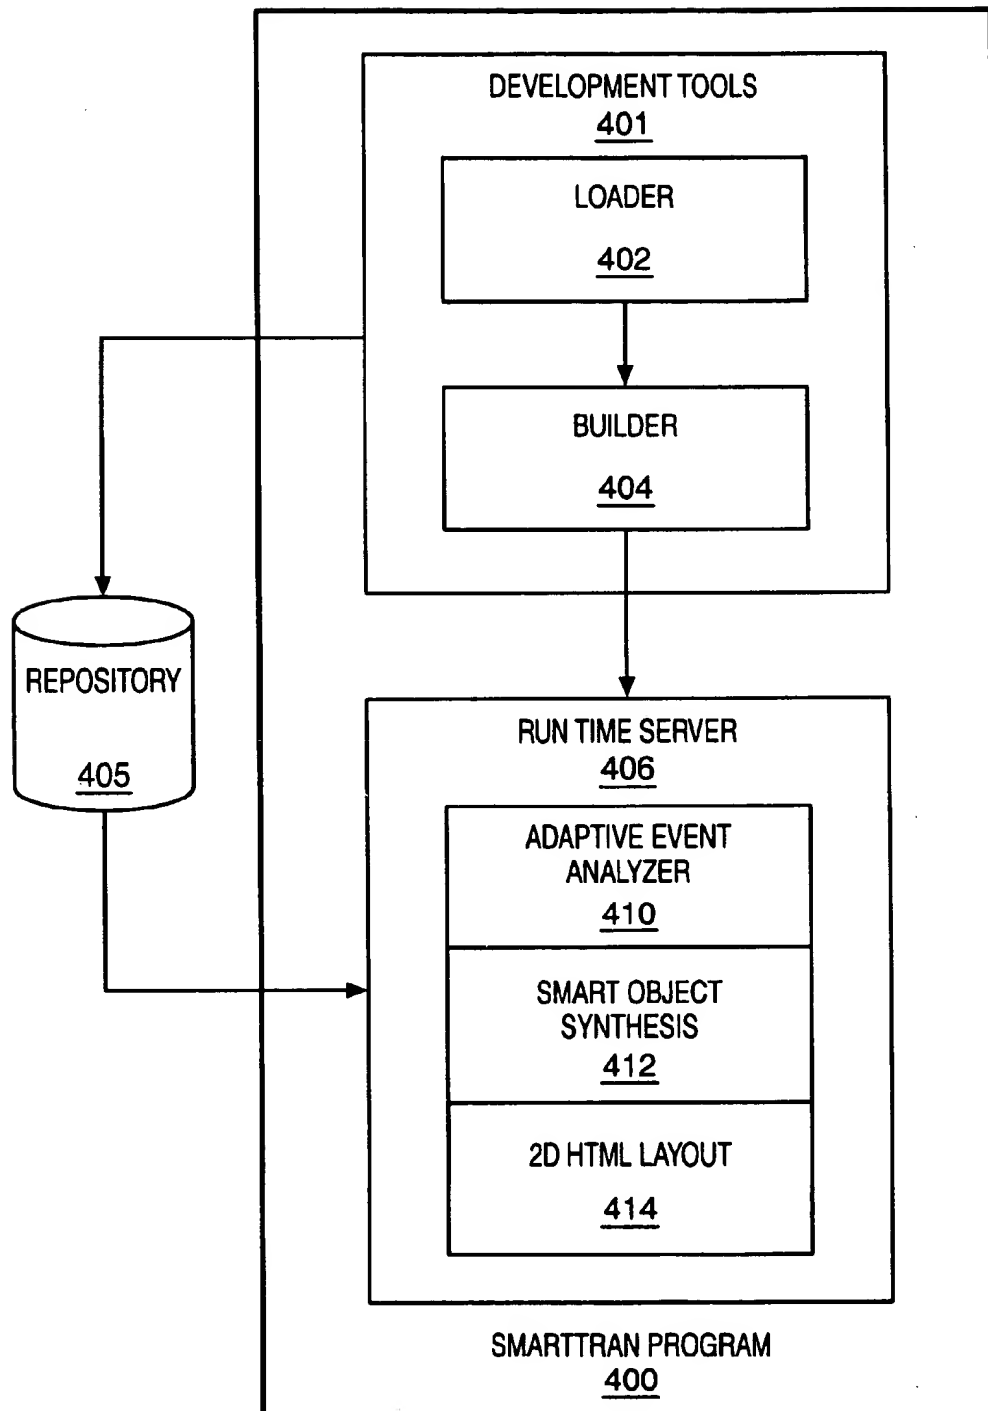 DEVELOPMENT TOOLS
401
LOADER
402
BUILDER
404
REPOSITORY
405
RUN TIME SERVER
406
ADAPTIVE EVENT
ANALYZER
410
SMART OBJECT
SYNTHESIS
412
2D HTML LAYOUT
414
SMARTTRAN PROGRAM
400